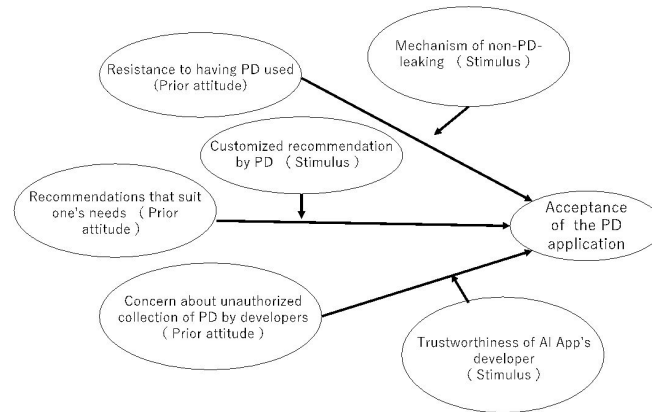 Mechanism of non-PD-
leaking （ Stimulus）
Resistance to having PD used
(Prior attitude)
Customized recommendation
by PD （ Stimulus）
Recommendations that suit
one's needs （ Prior
attitude）
Acceptance
of the PD
application
Concern about unauthorized
collection of PD by developers
（ Prior attitude）
Trustworthiness of AI App's
developer
（ Stimulus）